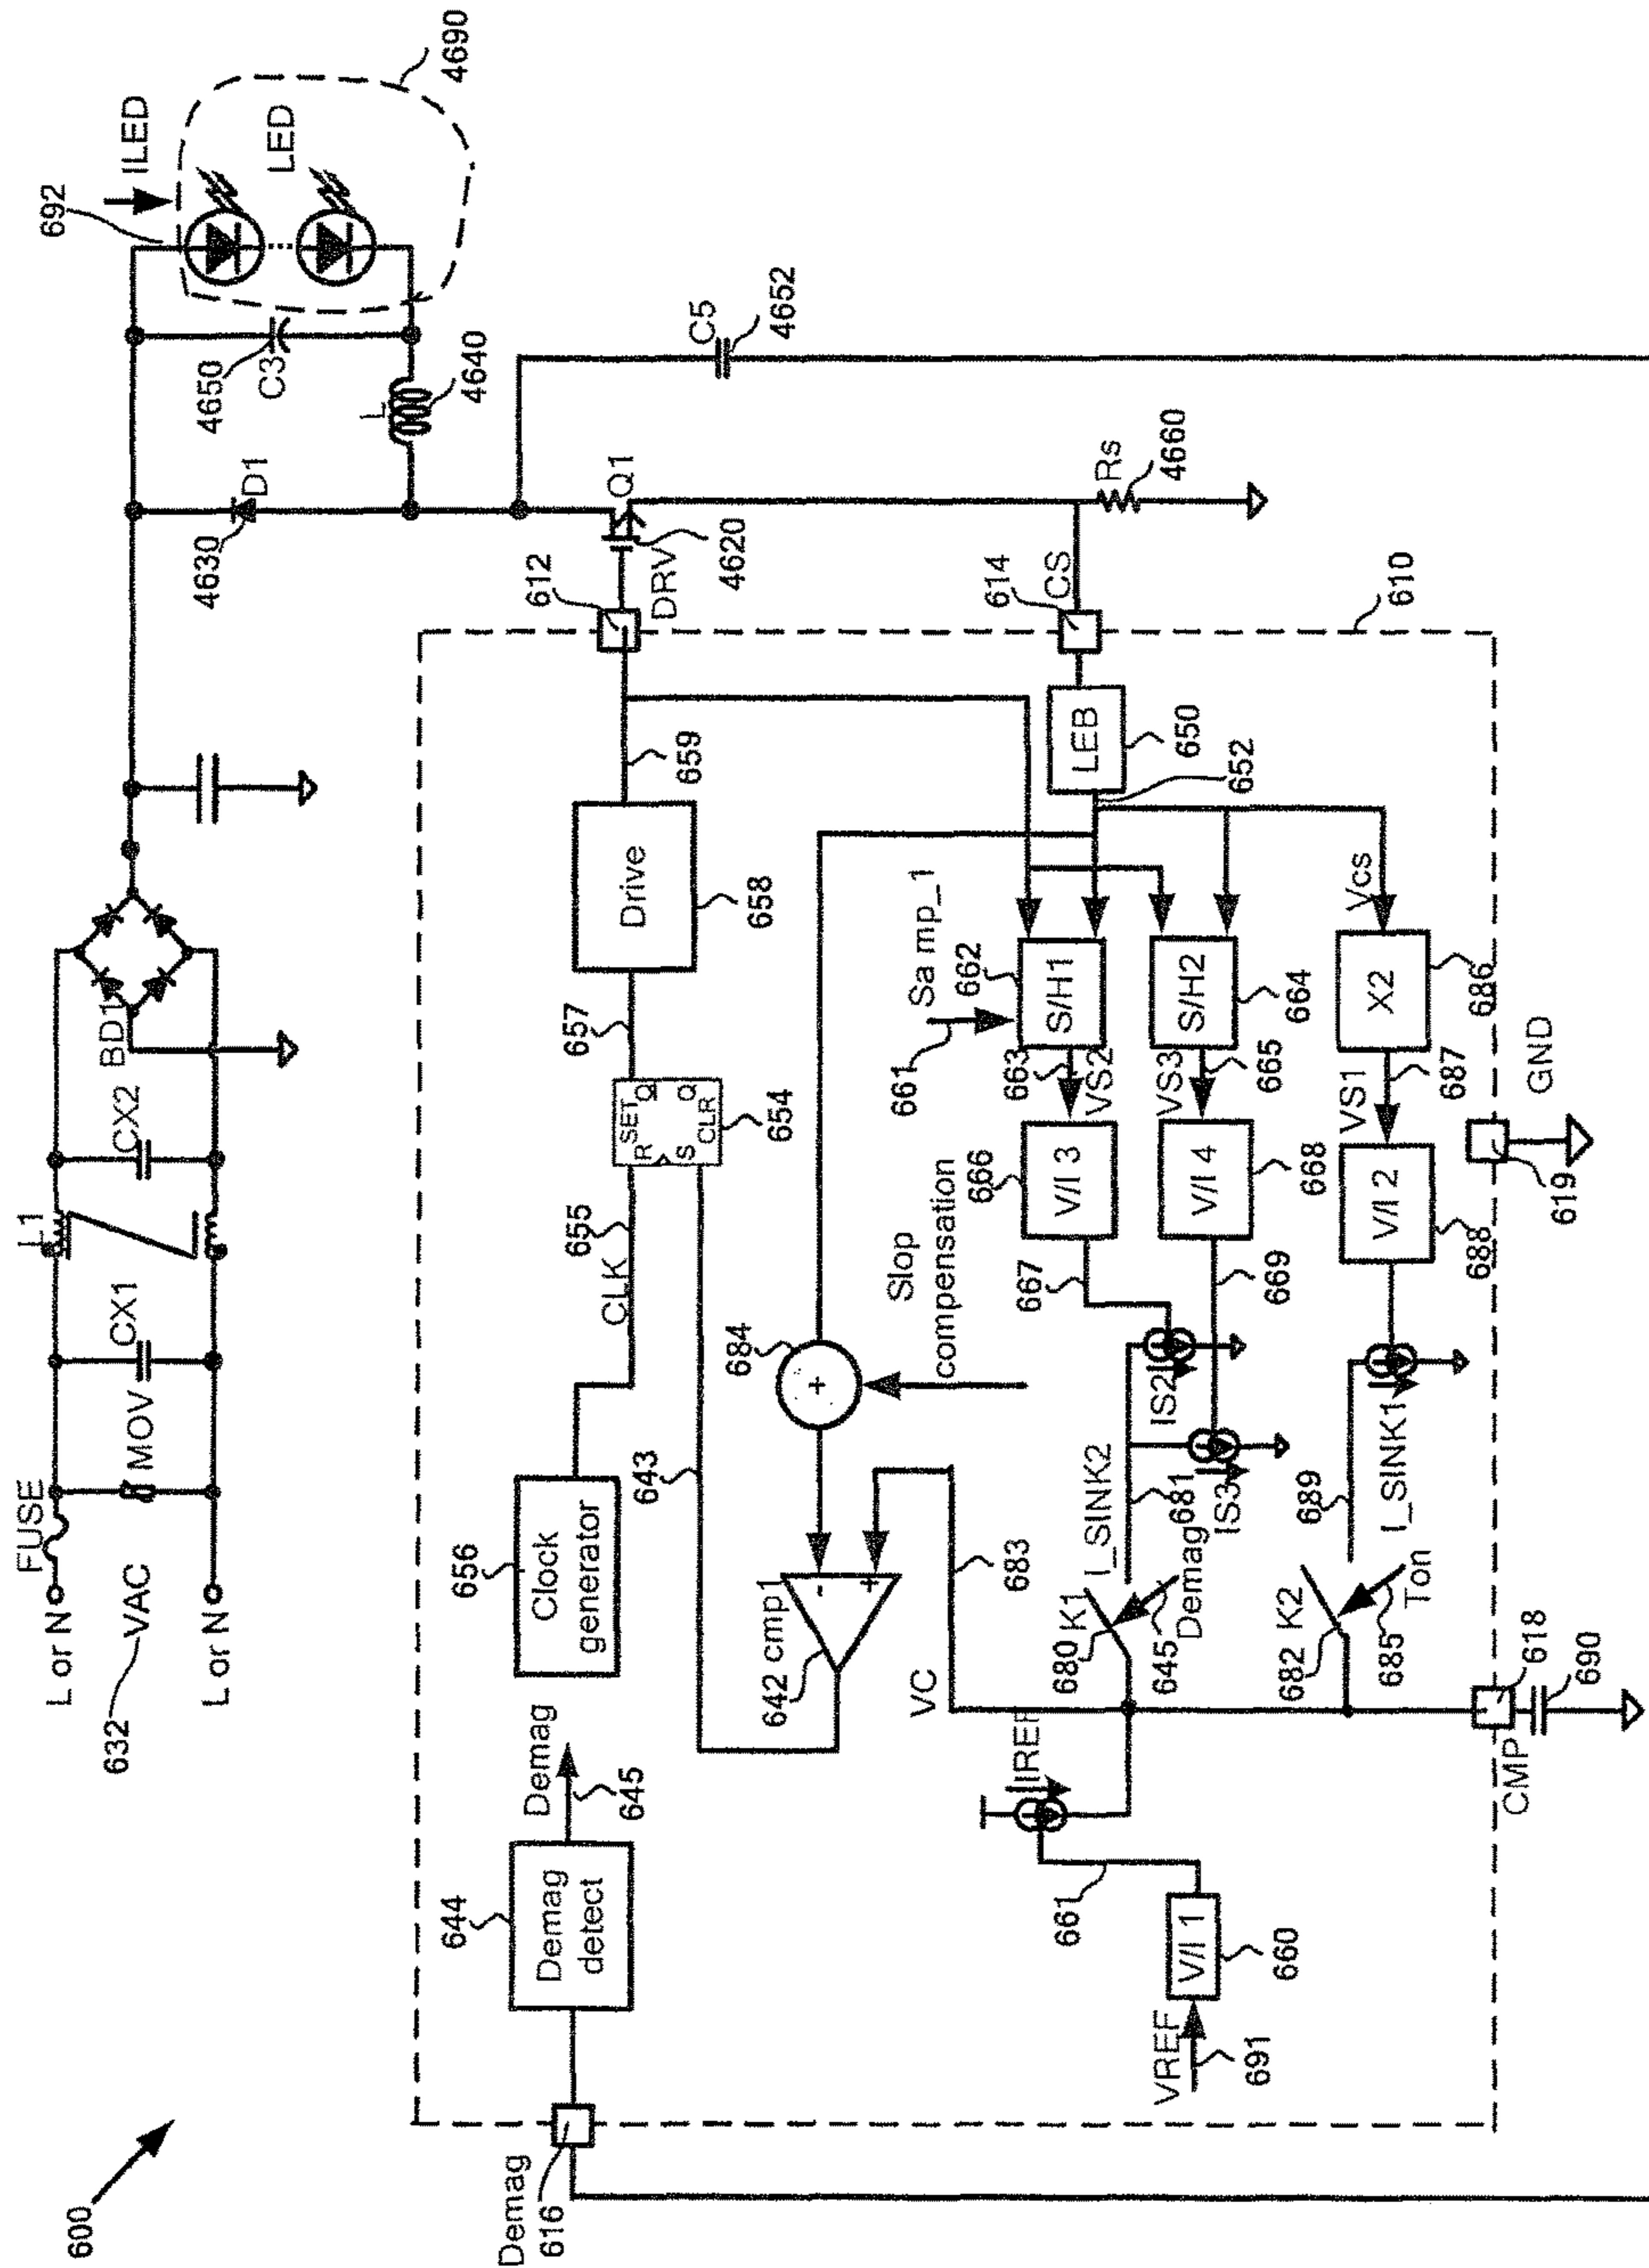 600
L or N
FUSE
632
VAC
L or N
MOV
CX1
L1
CX2
BD1
4630
D1
4650
C3
L
4640
692
ILED
LED
4690
C5
4652
Demag
616
644
Demag
detect
Demag
645
656
Clock
generator
CLK
655
R
SET
Q
S
CLR
Q
654
657
Drive
658
659
612
DRV
Q1
4620
642
cmp1
-
+
643
684
+
Slop
compensation
VC
683
661
Sa mp_1
662
S/H1
663
VS2
666
V/I 3
667
S/H2
664
VS3
665
V/I 4
668
669
LEB
650
652
614
CS
Rs
4660
610
Vcs
X2
686
VS1
687
V/I 2
688
IS2
IS3
I_SINK2
681
K1
680
645
Demag
I_SINK1
689
K2
682
685
Ton
IREF
661
VREF
691
V/I 1
660
CMP
618
690
619
GND